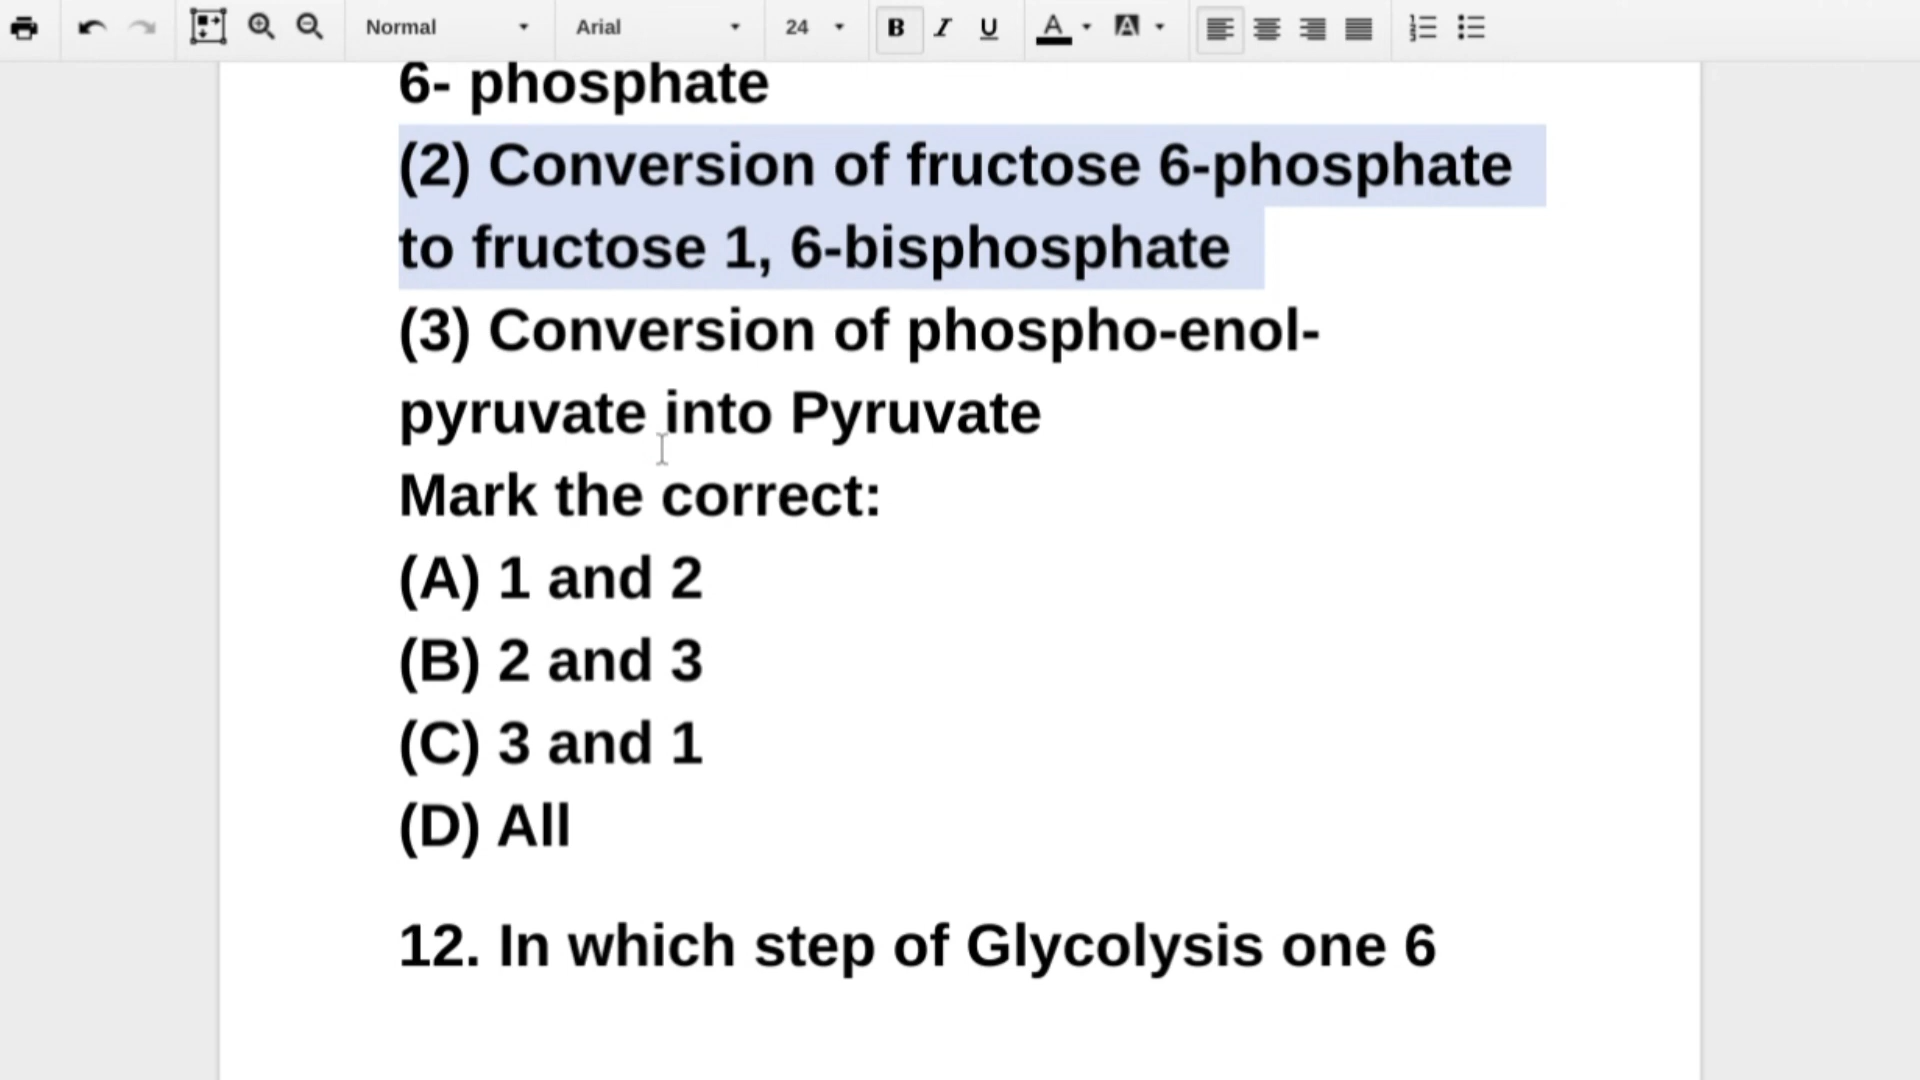 Normal Arial 24 B I U A A
6- phosphate
(2) Conversion of fructose 6-phosphate
to fructose 1, 6-bisphosphate
(3) Conversion of phospho-enol-
pyruvate into Pyruvate
Mark the correct:
(A) 1 and 2
(B) 2 and 3
(C) 3 and 1
(D) All
12. In which step of Glycolysis one 6